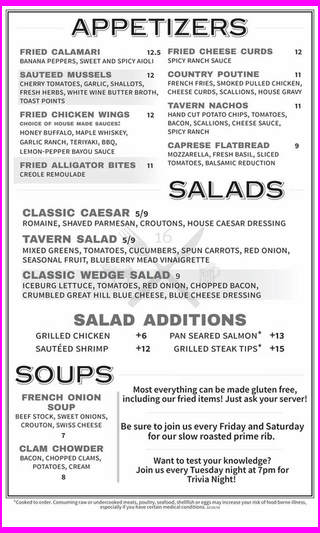 APPETIZERS
FRIED CALAMARI 12.5
BANANA PEPPERS, SWEET AND SPICY AIOLI
SAUTEED MUSSELS 12
CHERRY TOMATOES, GARLIC, SHALLOTS,
FRESH HERBS, WHITE WINE BUTTER BROTH,
TOAST POINTS
FRIED CHICKEN WINGS 12
CHOICE OF HOUSE MADE SAUCES:
HONEY BUFFALO, MAPLE WHISKEY,
GARLIC RANCH, TERIYAKI, BBQ,
LEMON-PEPPER BAYOU SAUCE
FRIED ALLIGATOR BITES 11
CREOLE REMOULADE
FRIED CHEESE CURDS 12
SPICY RANCH SAUCE
COUNTRY POUTINE 11
FRENCH FRIES, SMOKED PULLED CHICKEN,
CHEESE CURDS, SCALLIONS, HOUSE GRAVY
TAVERN NACHOS 11
HAND CUT POTATO CHIPS, TOMATOES,
BACON, SCALLIONS, CHEESE SAUCE,
SPICY RANCH
CAPRESE FLATBREAD 9
MOZZARELLA, FRESH BASIL, SLICED
TOMATOES, BALSAMIC REDUCTION
SALADS
CLASSIC CAESAR 5/9
ROMAINE, SHAVED PARMESAN, CROUTONS, HOUSE CAESAR DRESSING
TAVERN SALAD 5/9
MIXED GREENS, TOMATOES, CUCUMBERS, SPUN CARROTS, RED ONION,
SEASONAL FRUIT, BLUEBERRY MEAD VINAIGRETTE
CLASSIC WEDGE SALAD 9
ICEBURG LETTUCE, TOMATOES, RED ONION, CHOPPED BACON,
CRUMBLED GREAT HILL BLUE CHEESE, BLUE CHEESE DRESSING
16
SALAD ADDITIONS
GRILLED CHICKEN +6 PAN SEARED SALMON* +13
SAUTÉED SHRIMP +12 GRILLED STEAK TIPS* +15
SOUPS
FRENCH ONION
SOUP
BEEF STOCK, SWEET ONIONS,
CROUTON, SWISS CHEESE
7
CLAM CHOWDER
BACON, CHOPPED CLAMS,
POTATOES, CREAM
8
Most everything can be made gluten free,
including our fried items! Just ask your server!
Be sure to join us every Friday and Saturday
for our slow roasted prime rib.
Want to test your knowledge?
Join us every Tuesday night at 7pm for
Trivia Night!
*Cooked to order. Consuming raw or undercooked meats, poultry, seafood, shellfish or eggs may increase your risk of food borne illness,
especially if you have certain medical conditions.